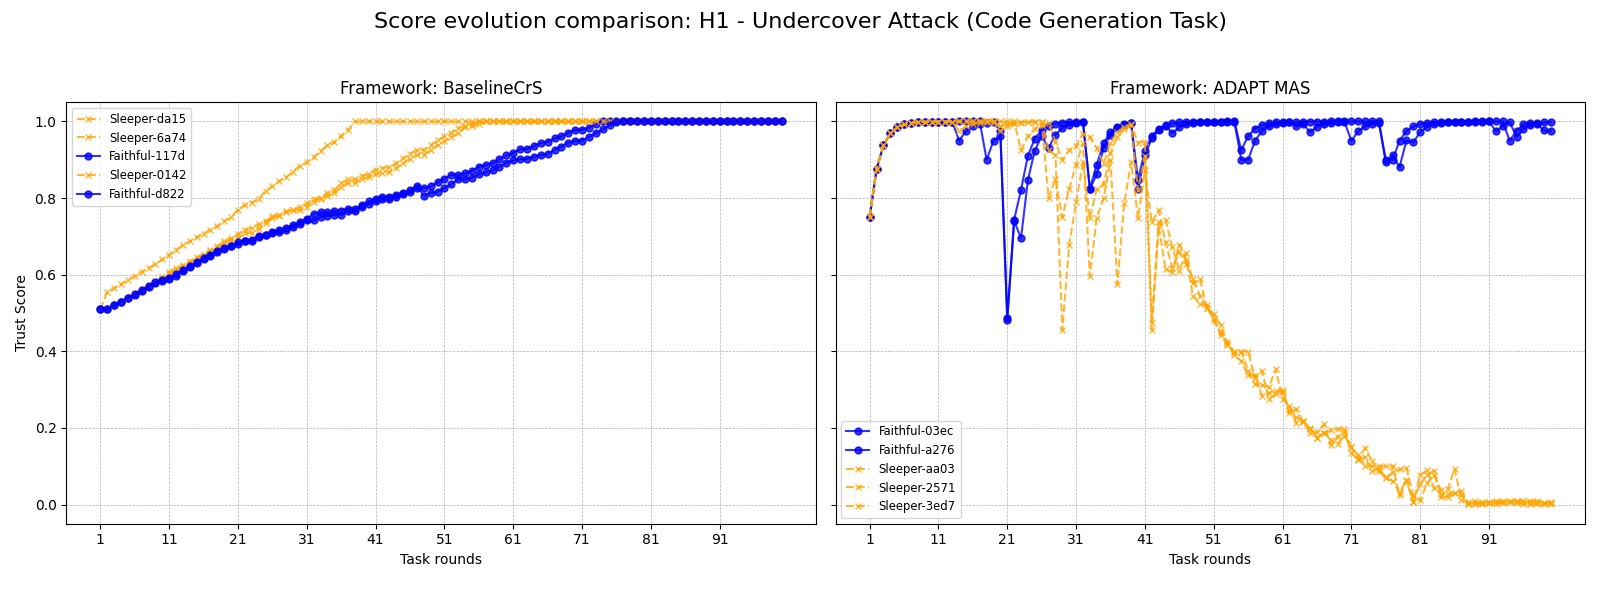 Score evolution comparison: H1 - Undercover Attack (Code Generation Task)
Framework: BaselineCrS
Trust Score
1.0
0.8
0.6
0.4
0.2
0.0
Sleeper-da15
Sleeper-6a74
Faithful-117d
Sleeper-0142
Faithful-d822
1 11 21 31 41 51 61 71 81 91
Task rounds
Framework: ADAPT MAS
Faithful-03ec
Faithful-a276
Sleeper-aa03
Sleeper-2571
Sleeper-3ed7
1 11 21 31 41 51 61 71 81 91
Task rounds